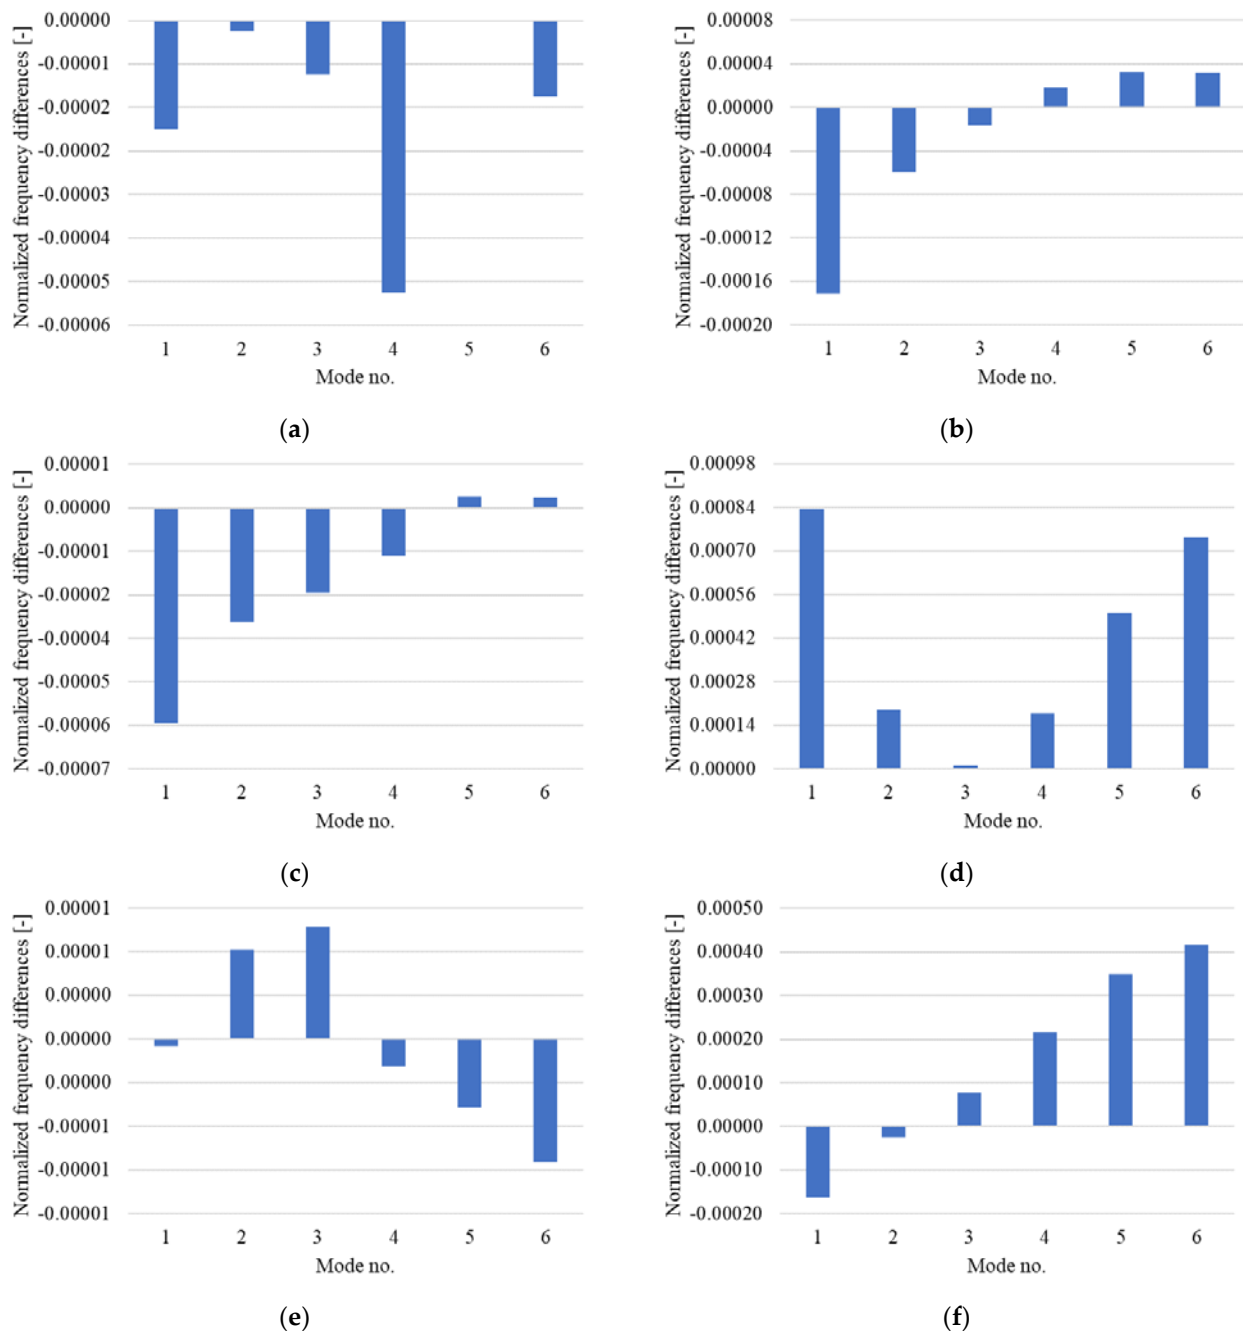 Normalized frequency differences [-]
0.00000
-0.00001
-0.00002
-0.00002
-0.00003
-0.00004
-0.00005
-0.00006
1 2 3 4 5 6
Mode no.
(a)
Normalized frequency differences [-]
0.00008
0.00004
0.00000
-0.00004
-0.00008
-0.00012
-0.00016
-0.00020
1 2 3 4 5 6
Mode no.
(b)
Normalized frequency differences [-]
0.00001
0.00000
-0.00001
-0.00002
-0.00004
-0.00005
-0.00006
-0.00007
1 2 3 4 5 6
Mode no.
(c)
Normalized frequency differences [-]
0.00098
0.00084
0.00070
0.00056
0.00042
0.00028
0.00014
0.00000
1 2 3 4 5 6
Mode no.
(d)
Normalized frequency differences [-]
0.00001
0.00001
0.00000
0.00000
0.00000
-0.00001
-0.00001
-0.00001
1 2 3 4 5 6
Mode no.
(e)
Normalized frequency differences [-]
0.00050
0.00040
0.00030
0.00020
0.00010
0.00000
-0.00010
-0.00020
1 2 3 4 5 6
Mode no.
(f)